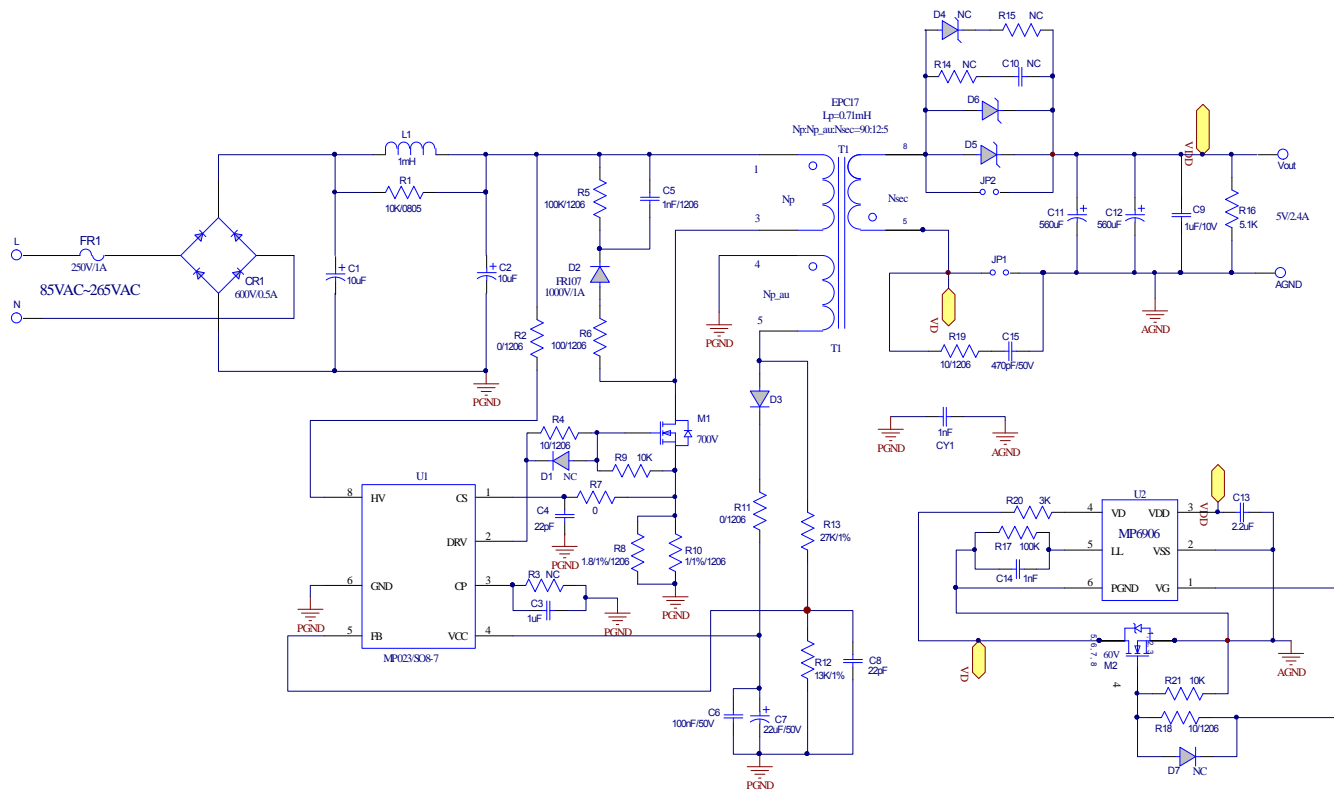 D4 NC R15 NC
R14 NC C10 NC
D6
D5
JP2
EPC17
Lp=0.71mH
Np:Np_au:Nsec=90:12:5
T1
1
3
Np
8
Nsec
5
4
Np_au
5
T1
L1
1mH
R1
10K/0805
L
N
FR1
250V/1A
85VAC~265VAC
CR1
600V/0.5A
C1
10uF
C2
10uF
PGND
R2
0/1206
R5
100K/1206
C5
1nF/1206
D2
FR107
1000V/1A
R6
100/1206
PGND
VDD
Vout
C11
560uF
C12
560uF
C9
1uF/10V
R16
5.1K
5V/2.4A
AGND
JP1
VD
AGND
R19
10/1206
C15
470pF/50V
D3
M1
700V
R4
10/1206
D1 NC
R9 10K
R7
0
C4
22pF
PGND
R8
1.8/1%/1206
R10
1/1%/1206
PGND
U1
8 HV CS 1
DRV 2
6 GND CP 3
5 FB VCC 4
MP023/SO8-7
PGND
R3 NC
C3
1uF
PGND
R11
0/1206
R13
27K/1%
R12
13K/1%
C8
22pF
C6
100nF/50V
C7
22uF/50V
PGND
PGND
1nF
CY1
AGND
U2
R20 3K
4 VD VDD 3
MP6906
R17 100K
5 LL VSS 2
C14 1nF
6 PGND VG 1
VDD
C13
2.2uF
VD
5,6,7,8
60V
M2
1,2,3
4
AGND
R21 10K
R18 10/1206
D7 NC